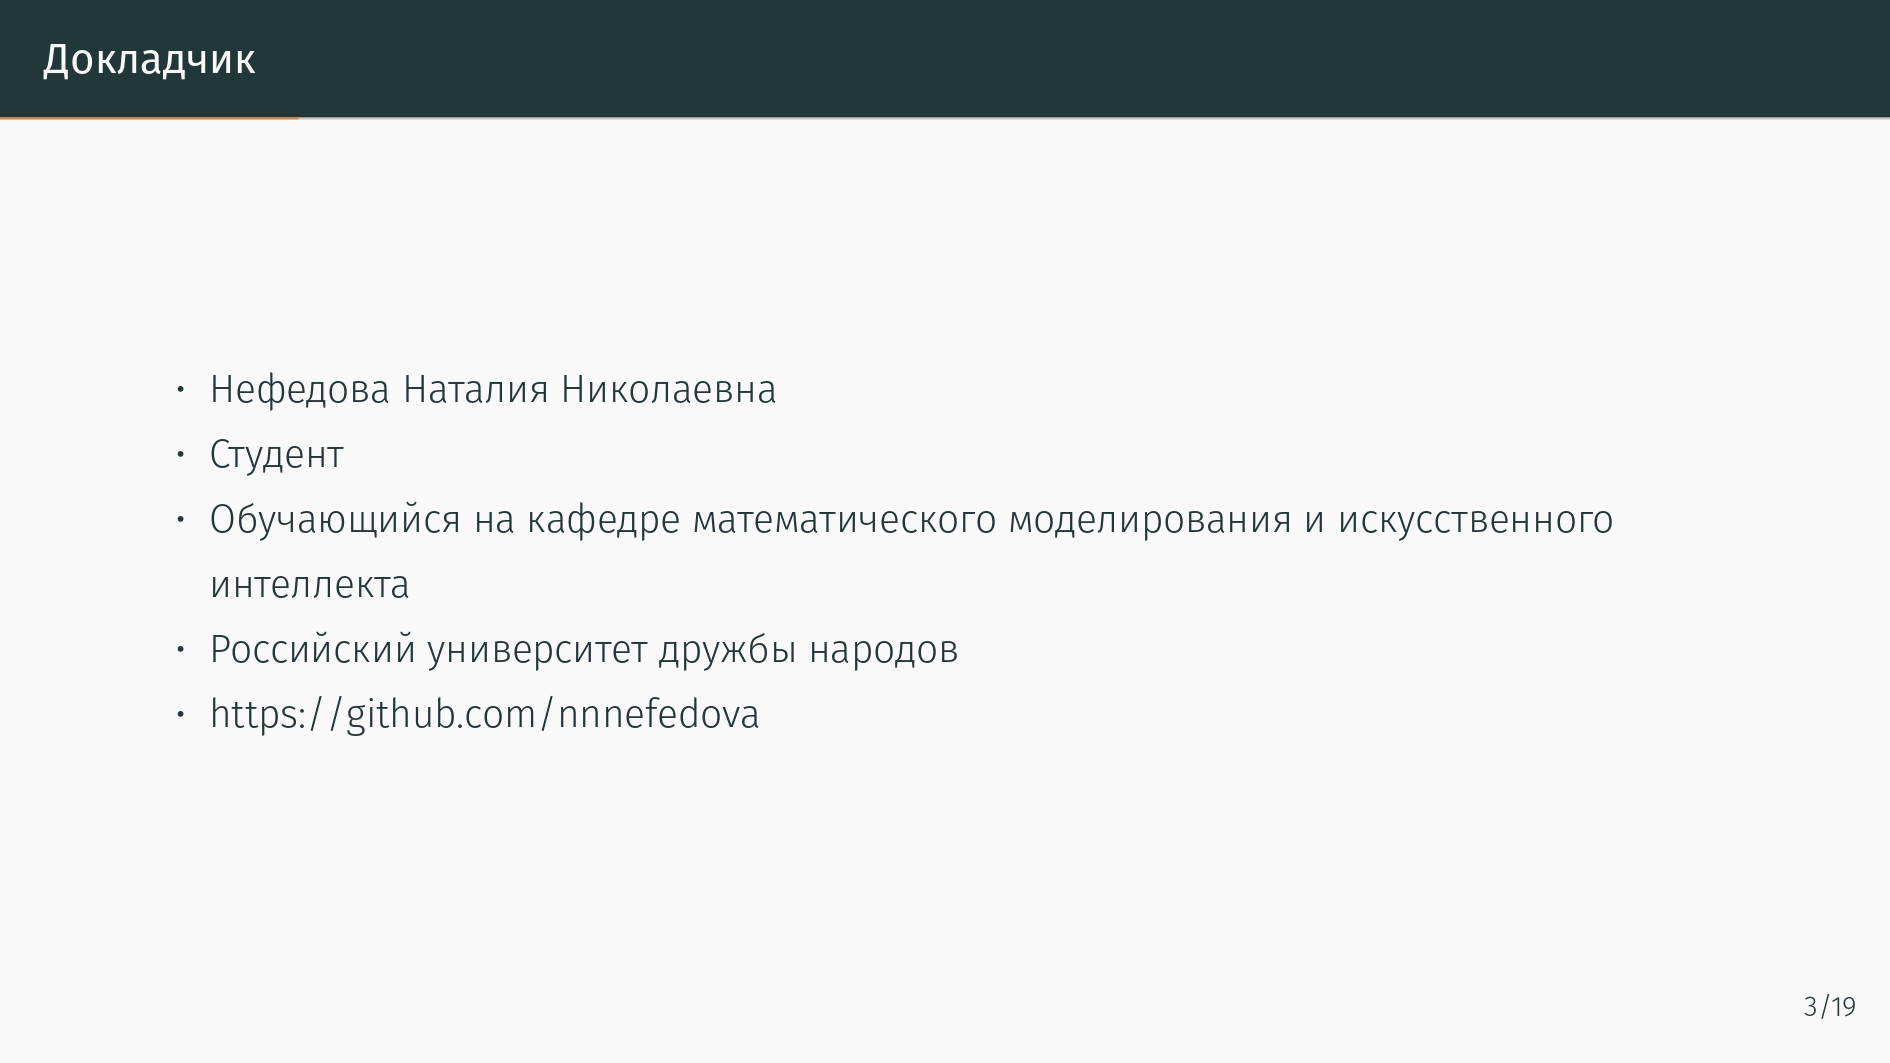 Докладчик
• Нефедова Наталия Николаевна
• Студент
• Обучающийся на кафедре математического моделирования и искусственного
интеллекта
• Российский университет дружбы народов
• https://github.com/nnnefedova
3/19